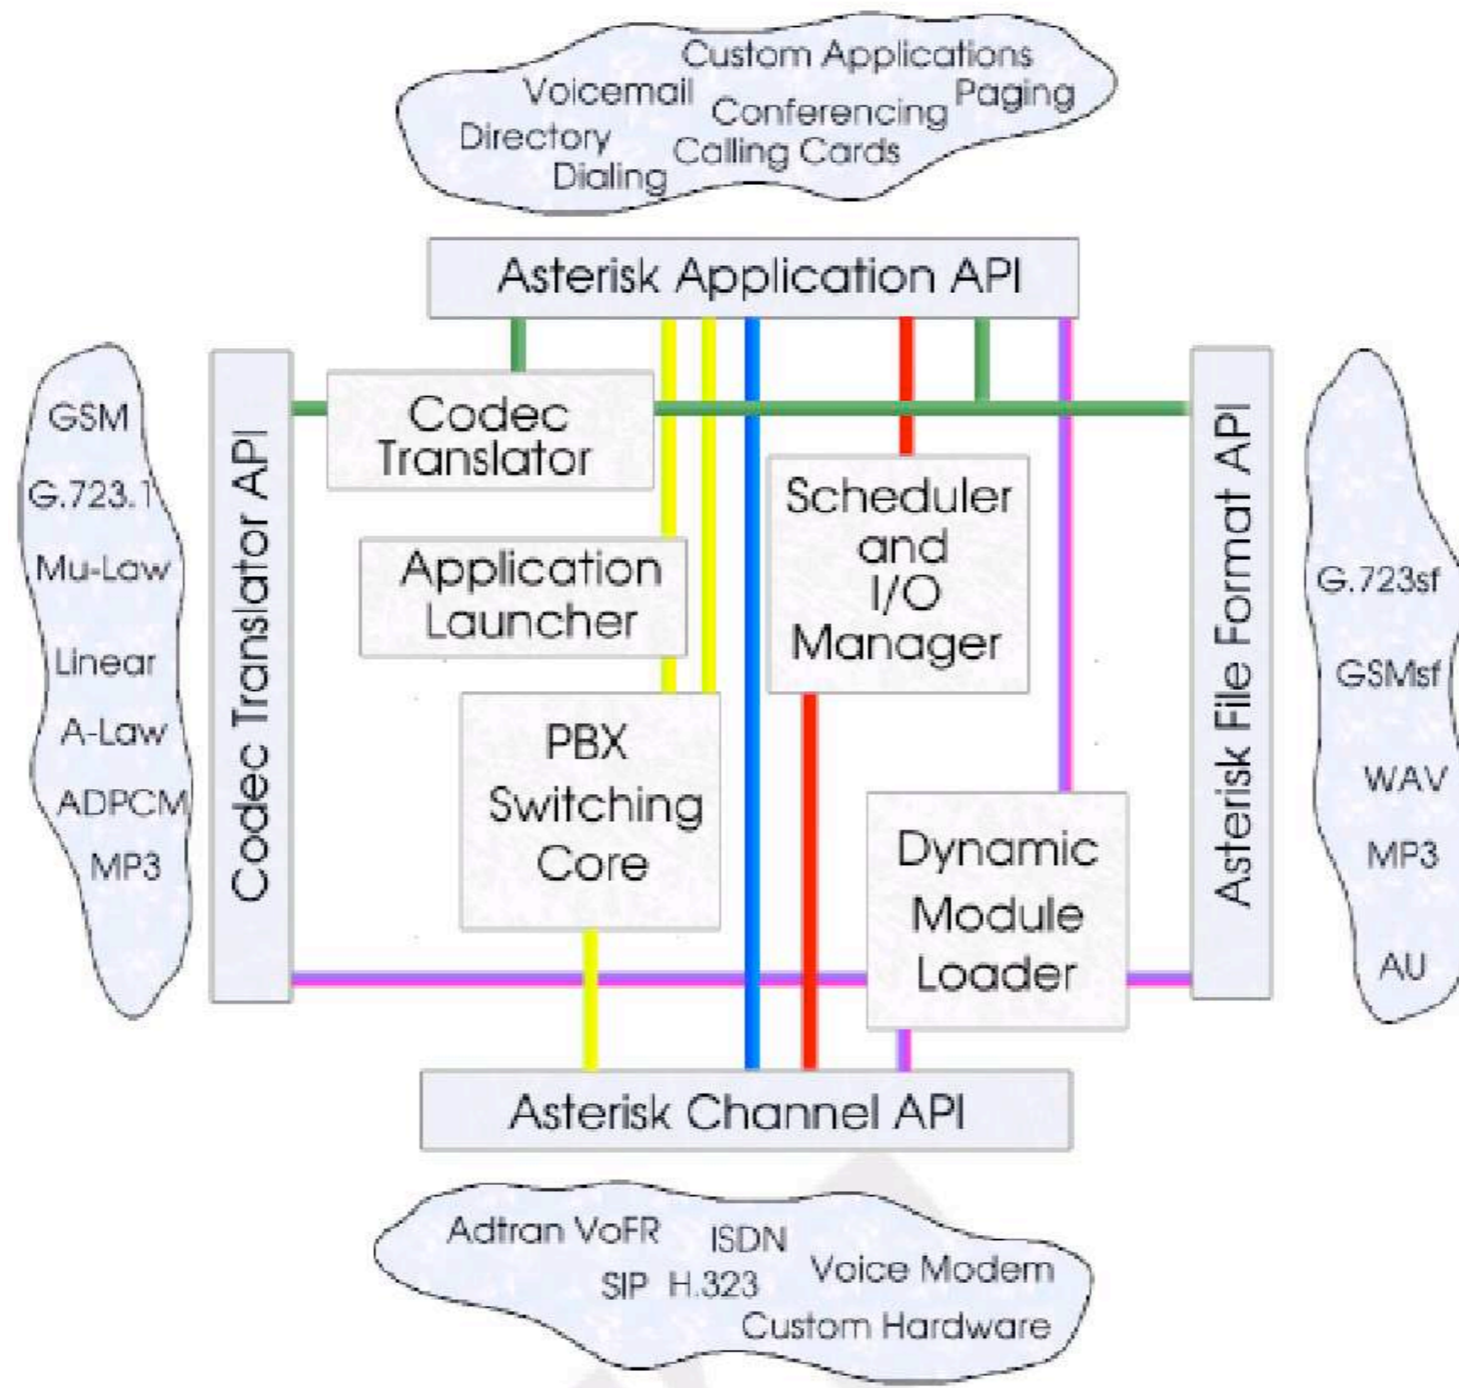 Custom Applications
Voicemail
Paging
Conferencing
Directory
Calling Cards
Dialing
Asterisk Application API
Codec Translator API
GSM
G.723.1
Mu-Law
Linear
A-Law
ADPCM
MP3
Codec
Translator
Application
Launcher
PBX
Switching
Core
Scheduler
and
I/O
Manager
Dynamic
Module
Loader
Asterisk File Format API
G.723sf
GSMsf
WAV
MP3
AU
Asterisk Channel API
Adtran VoFR
ISDN
Voice Modem
SIP H.323
Custom Hardware